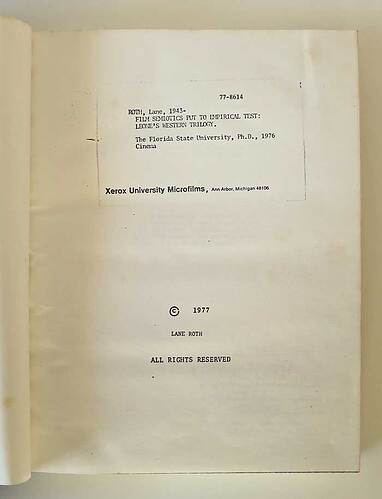 77-8614
ROTH, Lane, 1943-
FILM SEMIOTICS PUT TO EMPIRICAL TEST:
LEONE'S WESTERN TRILOGY.
The Florida State University, Ph.D., 1976
Cinema
Xerox University Microfilms, Ann Arbor, Michigan 48106
© 1977
LANE ROTH
ALL RIGHTS RESERVED